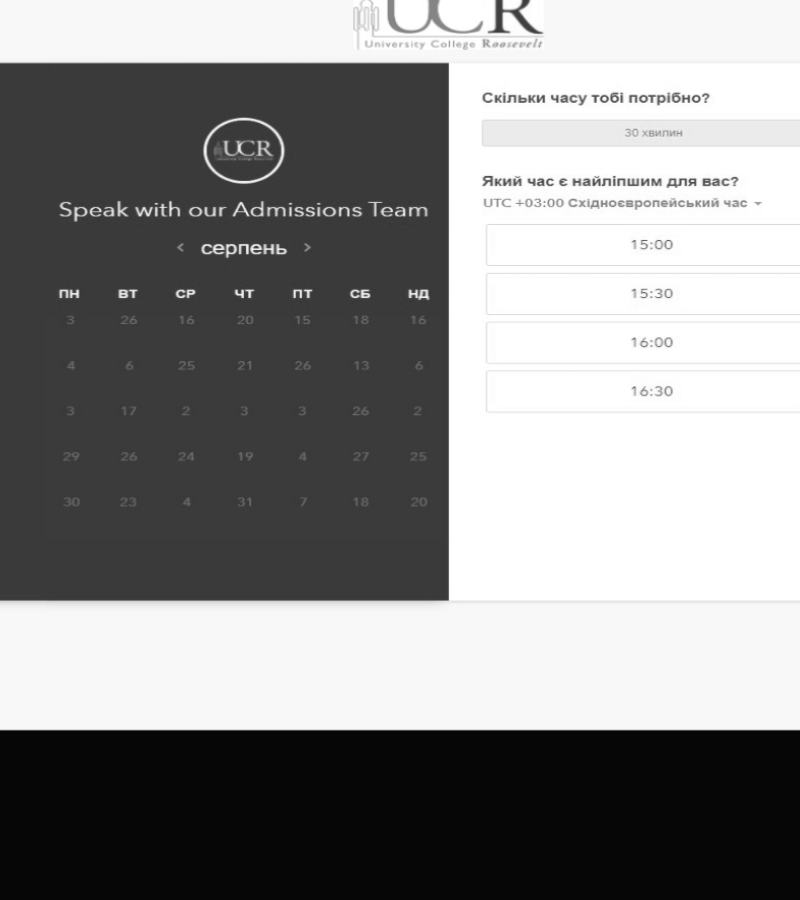 UCR
University College Roosevelt
UCR
Speak with our Admissions Team
< серпень >
ПН ВТ СР ЧТ ПТ СБ НД
3 26 16 20 15 18 16
4 6 25 21 26 13 6
3 17 2 3 3 26 2
29 26 24 19 4 27 25
30 23 4 31 7 18 20
Скільки часу тобі потрібно?
30 хвилин
Який час є найліпшим для вас?
UTC +03:00 Східноєвропейський час
15:00
15:30
16:00
16:30